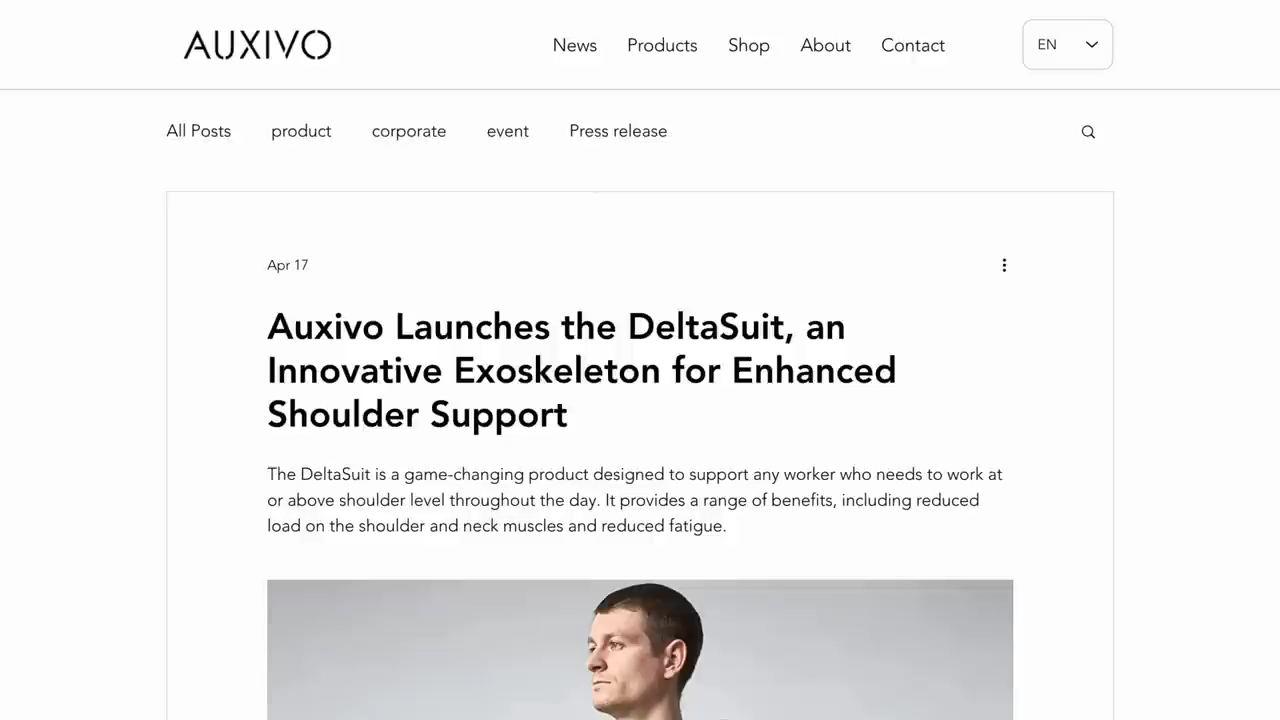 AUXIVO
News Products Shop About Contact EN
All Posts product corporate event Press release
Apr 17
Auxivo Launches the DeltaSuit, an
Innovative Exoskeleton for Enhanced
Shoulder Support
The DeltaSuit is a game-changing product designed to support any worker who needs to work at
or above shoulder level throughout the day. It provides a range of benefits, including reduced
load on the shoulder and neck muscles and reduced fatigue.